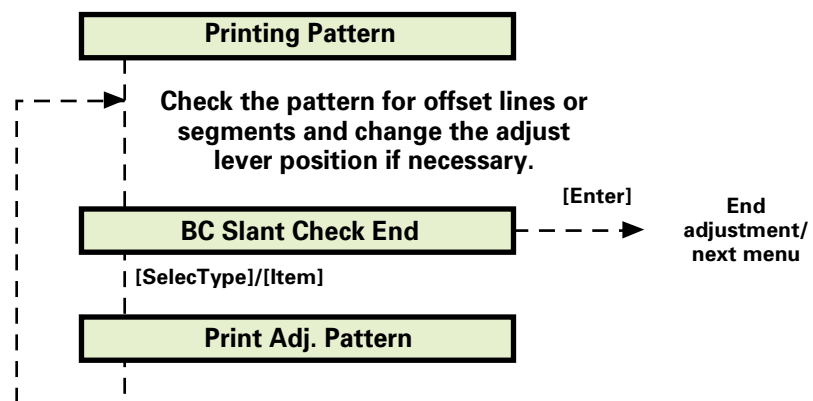 Printing Pattern
Check the pattern for offset lines or
segments and change the adjust
lever position if necessary.
[Enter]
End
adjustment/
next menu
BC Slant Check End
[SelecType]/[Item]
Print Adj. Pattern